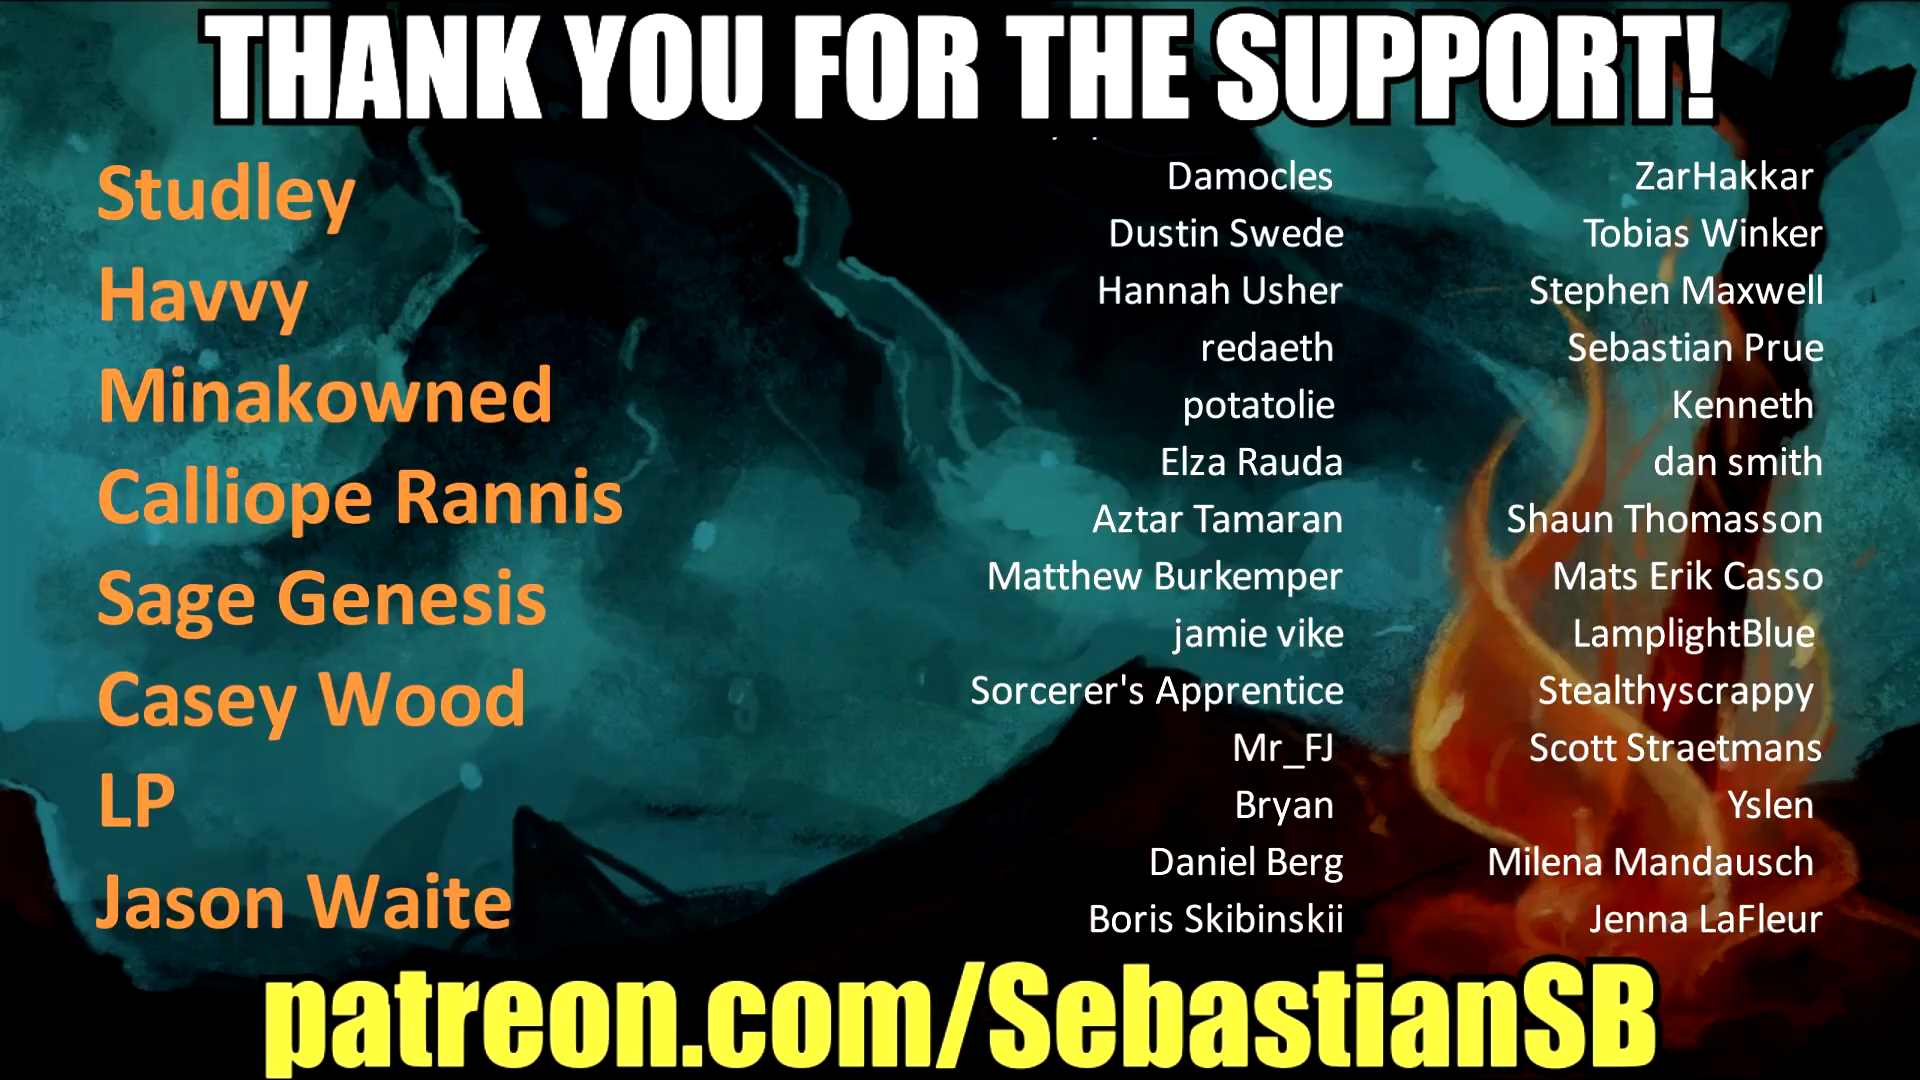 THANK YOU FOR THE SUPPORT!
Studley
Havvy
Minakowned
Calliope Rannis
Sage Genesis
Casey Wood
LP
Jason Waite
Damocles
Dustin Swede
Hannah Usher
redaeth
potatolie
Elza Rauda
Aztar Tamaran
Matthew Burkemper
jamie vike
Sorcerer's Apprentice
Mr_FJ
Bryan
Daniel Berg
Boris Skibinskii
ZarHakkar
Tobias Winker
Stephen Maxwell
Sebastian Prue
Kenneth
dan smith
Shaun Thomasson
Mats Erik Casso
LamplightBlue
Stealthyscrappy
Scott Straetmans
Yslen
Milena Mandausch
Jenna LaFleur
patreon.com/SebastianSB